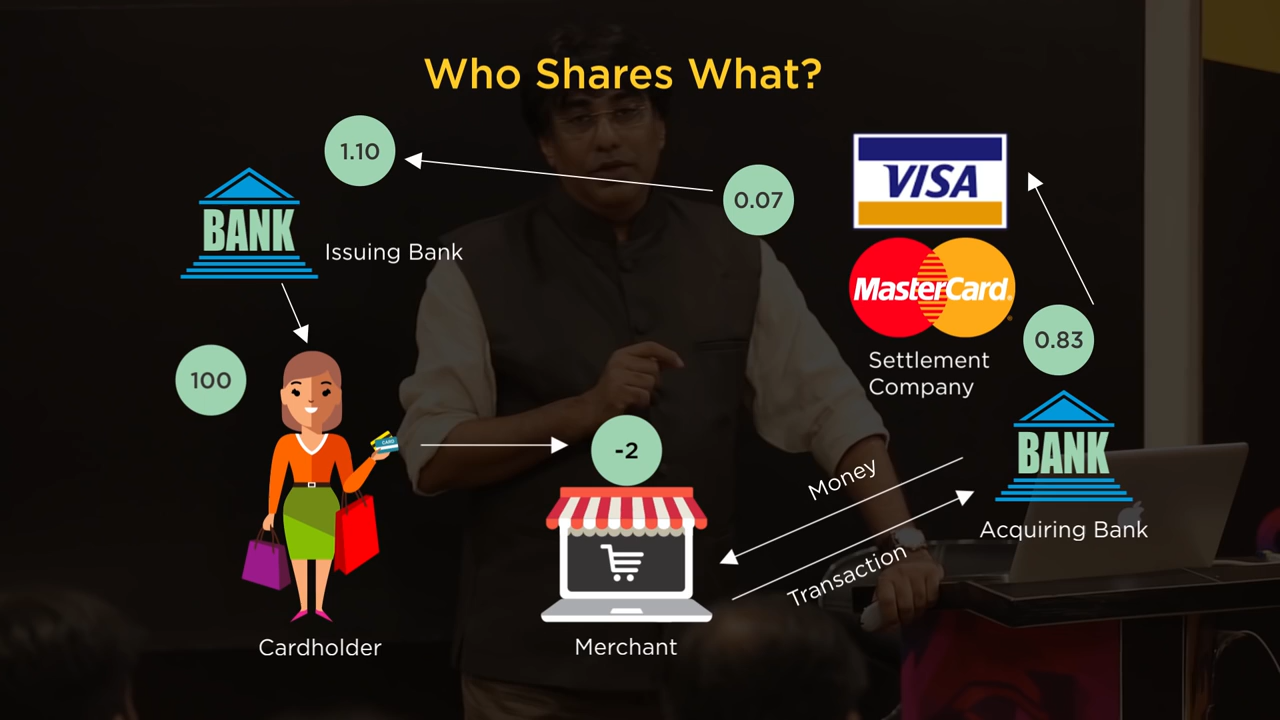 Who Shares What?
1.10
0.07
VISA
BANK
Issuing Bank
MasterCard.
100
Settlement
Company
0.83
CARD
-2
BANK
Money
Transaction
Acquiring Bank
Cardholder
Merchant